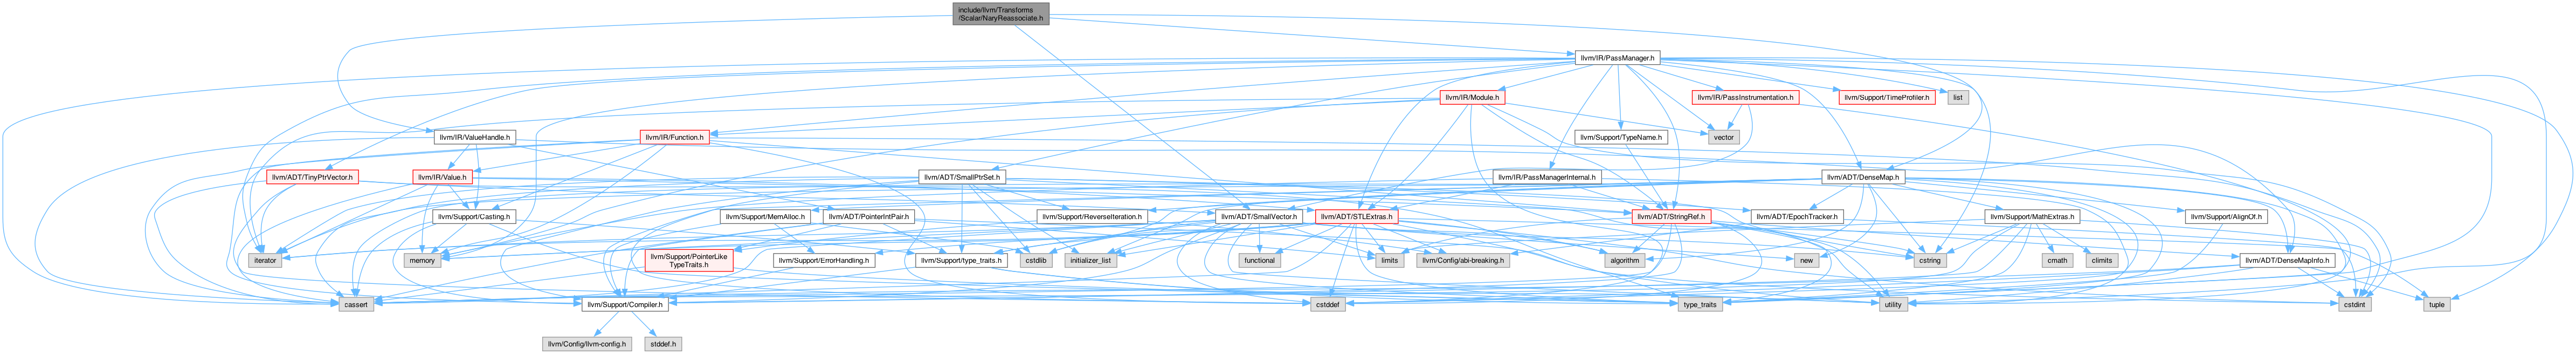 include/llvm/Transforms
/Scalar/NaryReassociate.h
llvm/IR/PassManager.h
llvm/IR/Module.h
llvm/IR/PassInstrumentation.h
llvm/Support/TimeProfiler.h
list
llvm/IR/ValueHandle.h
llvm/IR/Function.h
llvm/Support/TypeName.h
vector
llvm/ADT/TinyPtrVector.h
llvm/IR/Value.h
llvm/ADT/SmallPtrSet.h
llvm/IR/PassManagerInternal.h
llvm/ADT/DenseMap.h
llvm/Support/Casting.h
llvm/Support/MemAlloc.h
llvm/ADT/PointerIntPair.h
llvm/Support/ReverseIteration.h
llvm/ADT/SmallVector.h
llvm/ADT/STLExtras.h
llvm/ADT/StringRef.h
llvm/ADT/EpochTracker.h
llvm/Support/MathExtras.h
llvm/Support/AlignOf.h
iterator
memory
llvm/Support/PointerLike
TypeTraits.h
llvm/Support/ErrorHandling.h
llvm/Support/type_traits.h
cstdlib
initializer_list
functional
limits
llvm/Config/abi-breaking.h
algorithm
new
cstring
cmath
climits
llvm/ADT/DenseMapInfo.h
cassert
llvm/Support/Compiler.h
cstddef
type_traits
utility
cstdint
tuple
llvm/Config/llvm-config.h
stddef.h